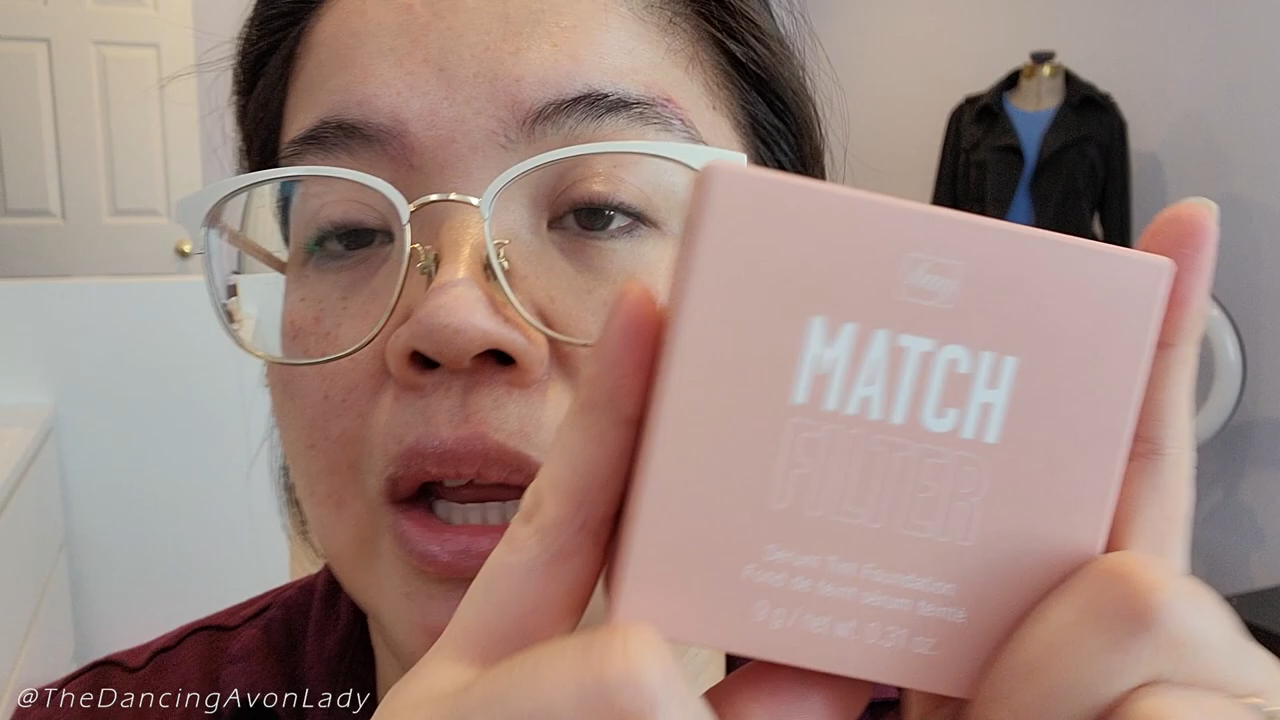 MATCH
FILTER
Serum Tint Foundation
Fond de teint sérum teinté
9 g / net wt. 0.31 oz.
@TheDancingAvonLady